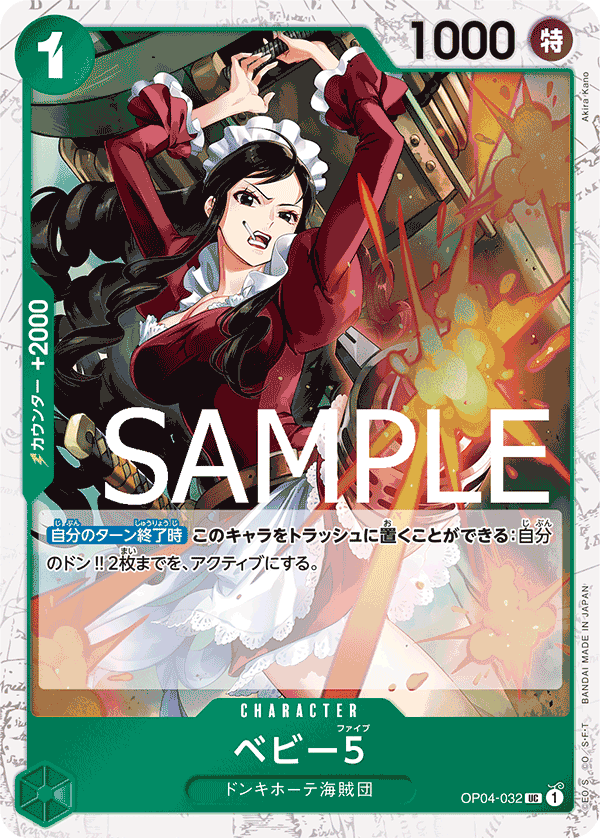 1
1000
特
Akira Kano
カウンター +2000
SAMPLE
自分のターン終了時 このキャラをトラッシュに置くことができる：自分
のドン!!2枚までを、アクティブにする。
CHARACTER
ファイブ
ベビー5
ドンキホーテ海賊団
OP04-032 UC 1
©E.O./S.,S.・F,T BANDAI MADE IN JAPAN